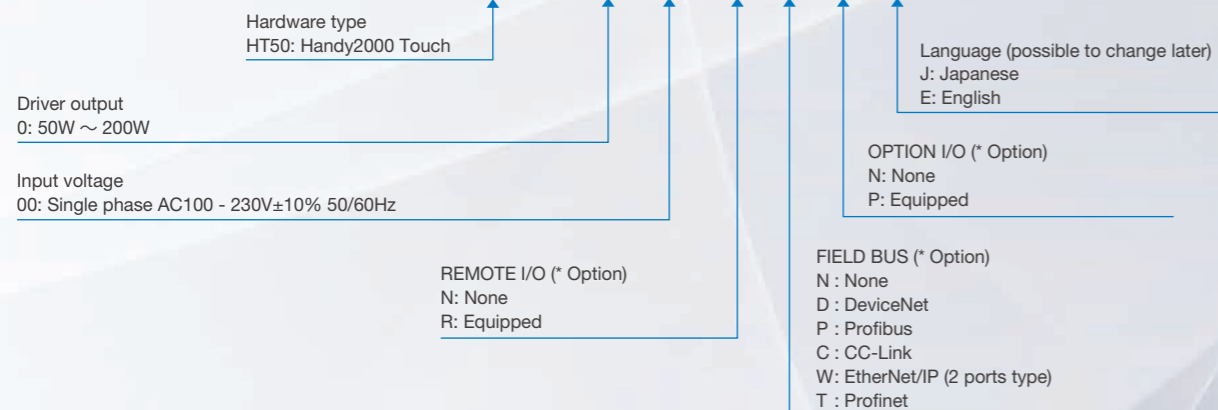 Hardware type
HT50: Handy2000 Touch
Language (possible to change later)
J: Japanese
E: English
Driver output
0: 50W ～ 200W
OPTION I/O (* Option)
N: None
P: Equipped
Input voltage
00: Single phase AC100 - 230V±10% 50/60Hz
REMOTE I/O (* Option)
N: None
R: Equipped
FIELD BUS (* Option)
N : None
D : DeviceNet
P : Profibus
C : CC-Link
W: EtherNet/IP (2 ports type)
T : Profinet